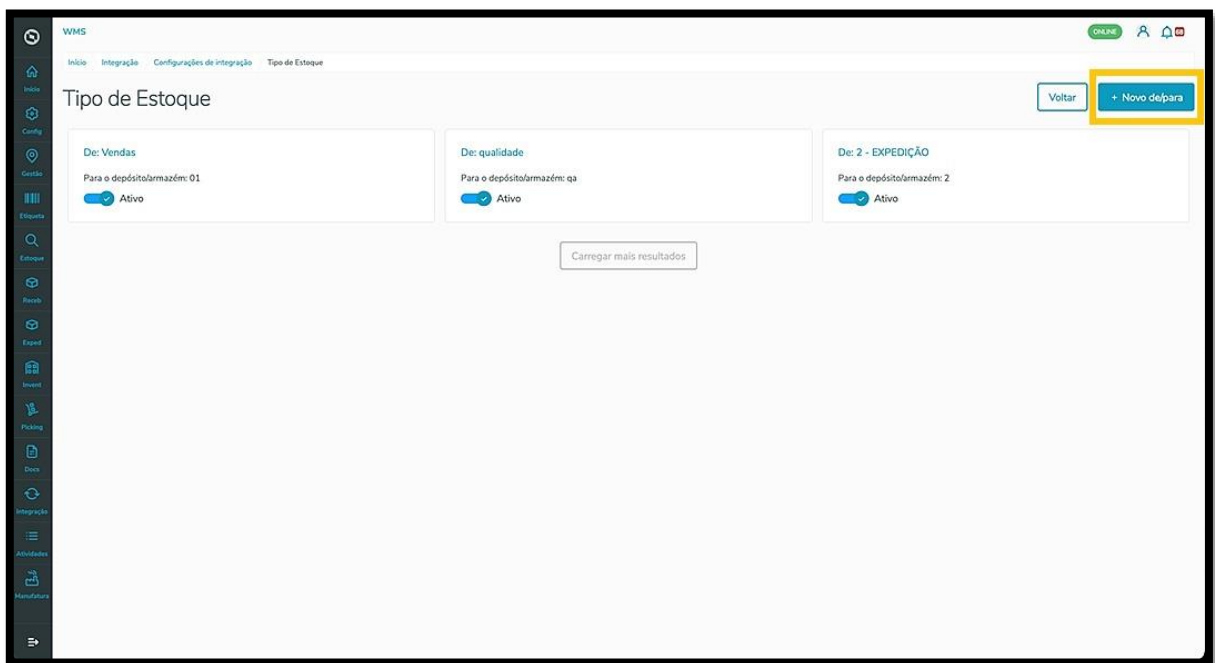 WMS
ONLINE
68
Início Integração Configurações de integração Tipo de Estoque
Tipo de Estoque
Voltar
+ Novo de/para
De: Vendas
Para o depósito/armazém: 01
Ativo
De: qualidade
Para o depósito/armazém: qa
Ativo
De: 2 - EXPEDIÇÃO
Para o depósito/armazém: 2
Ativo
Carregar mais resultados
Início
Config
Gestão
Etiqueta
Estoque
Receb
Exped
Invent
Picking
Docs
Integração
Atividades
Manufatura